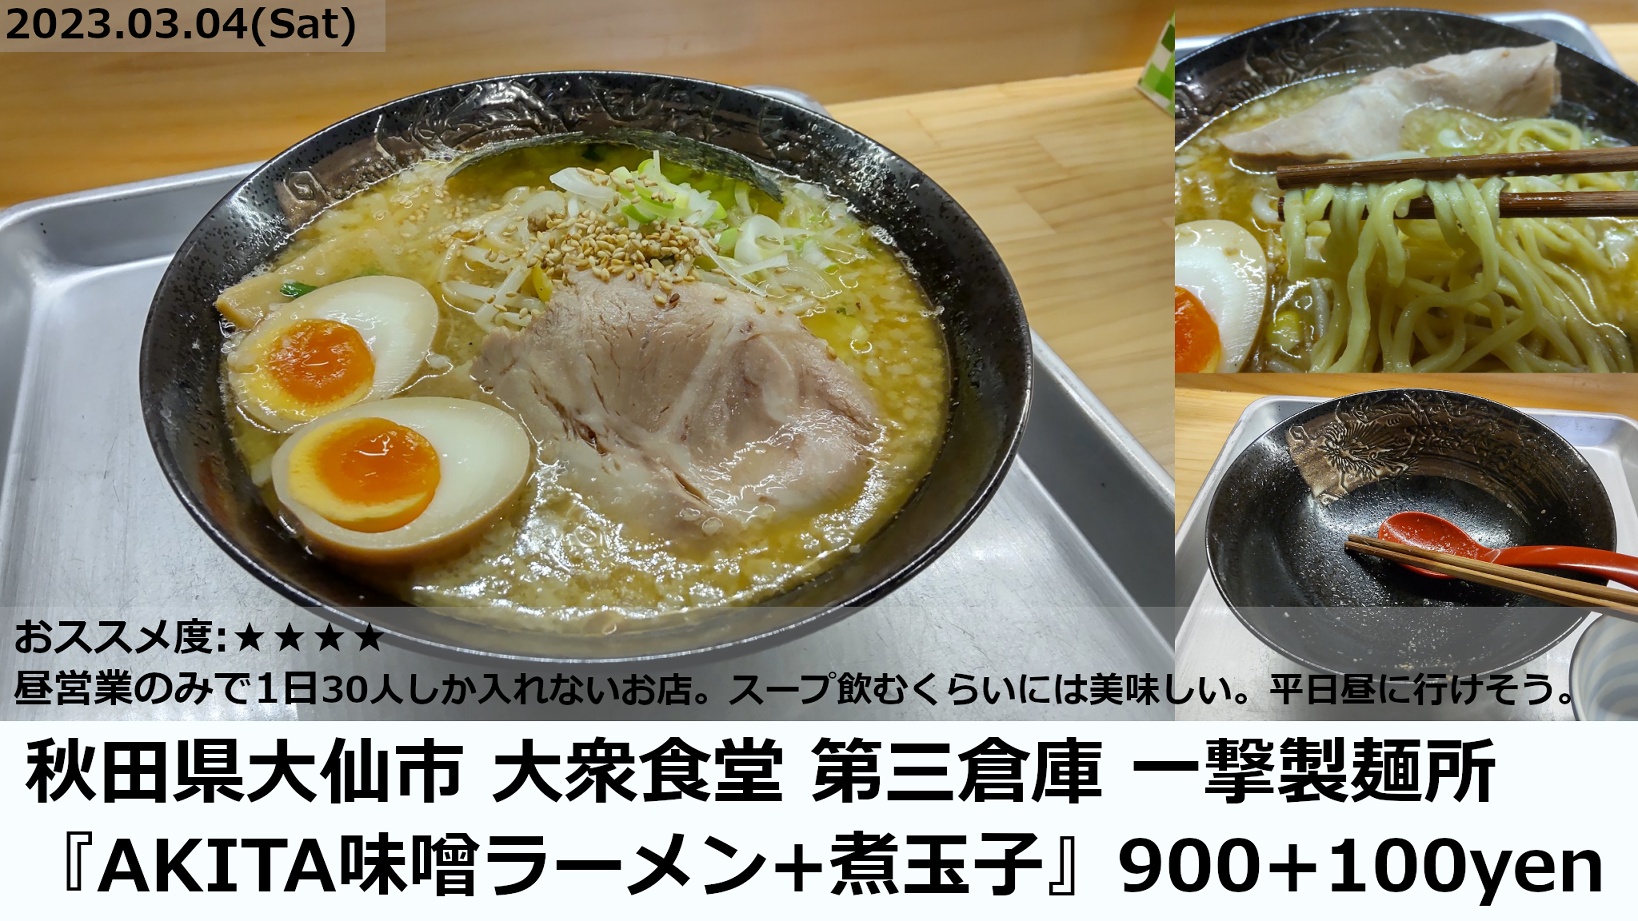 2023.03.04(Sat)
おススメ度:★★★★
昼営業のみで1日30人しか入れないお店。スープ飲むくらいには美味しい。平日昼に行けそう。
秋田県大仙市 大衆食堂 第三倉庫 一撃製麺所
『AKITA味噌ラーメン+煮玉子』900+100yen